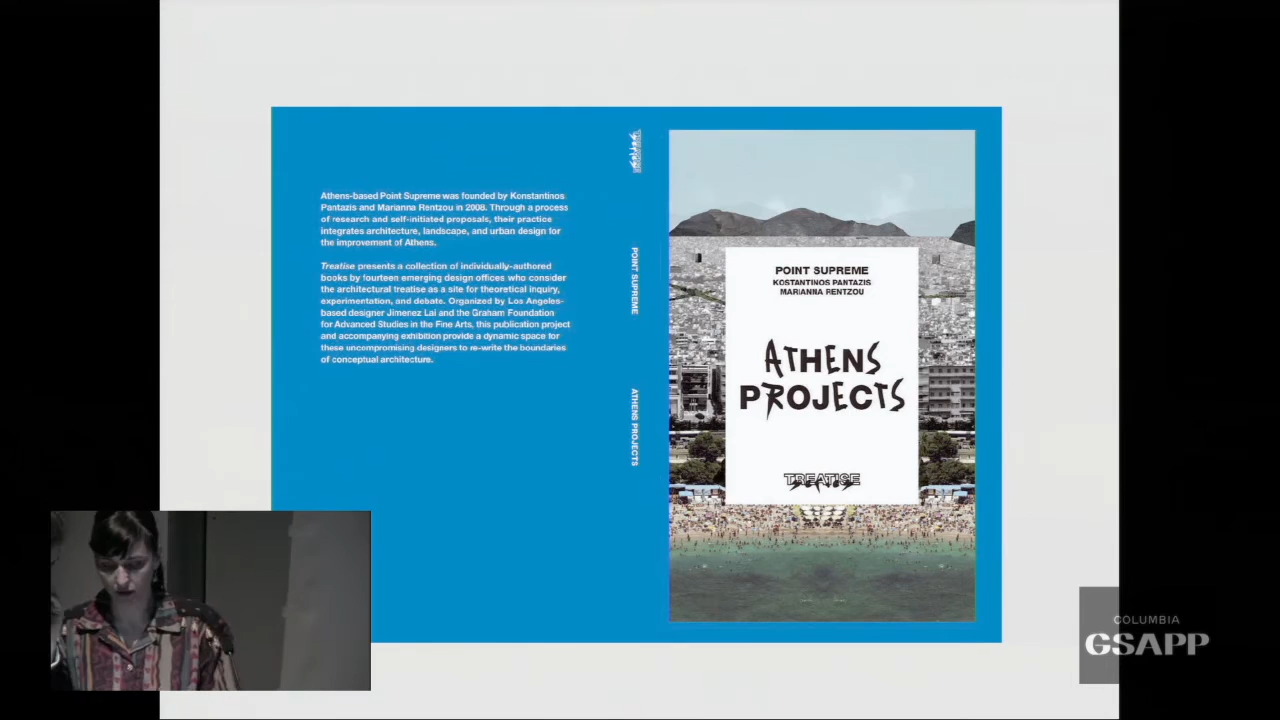 Athens-based Point Supreme was founded by Konstantinos
Pantazis and Marianna Rentzou in 2008. Through a process
of research and self-initiated proposals, their practice
integrates architecture, landscape, and urban design for
the improvement of Athens.
Treatise presents a collection of individually-authored
books by fourteen emerging design offices who consider
the architectural treatise as a site for theoretical inquiry,
experimentation, and debate. Organized by Los Angeles-
based designer Jimenez Lai and the Graham Foundation
for Advanced Studies in the Fine Arts, this publication project
and accompanying exhibition provide a dynamic space for
these uncompromising designers to re-write the boundaries
of conceptual architecture.
TREATISE
series
POINT SUPREME
ATHENS PROJECTS
POINT SUPREME
KOSTANTINOS PANTAZIS
MARIANNA RENTZOU
ATHENS
PROJECTS
TREATISE
series
COLUMBIA
GSAPP